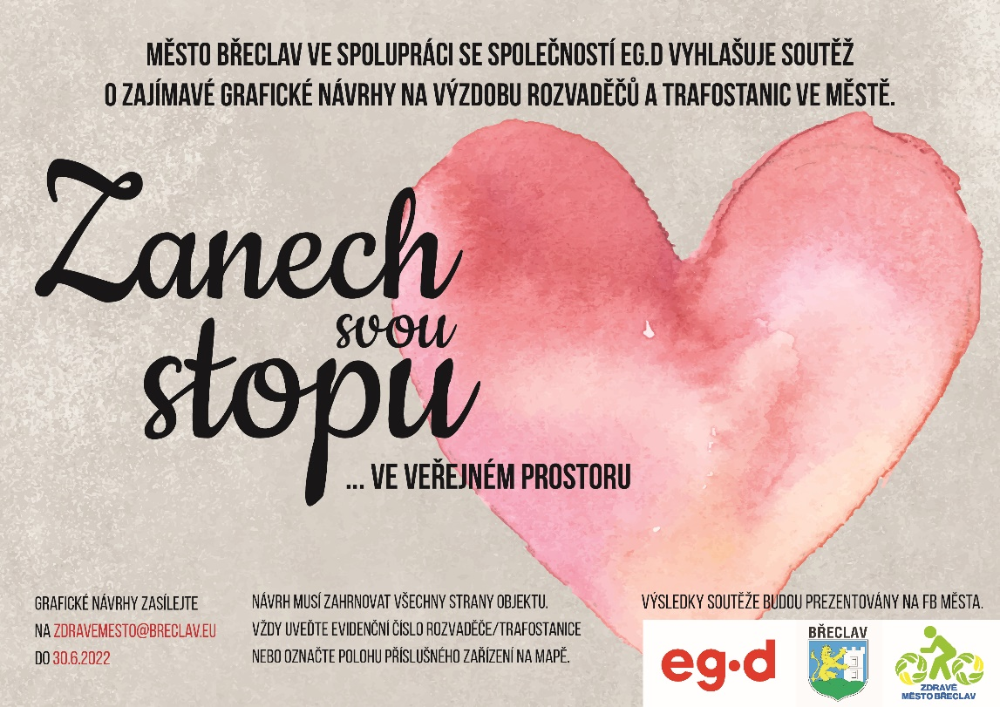 MĚSTO BŘECLAV VE SPOLUPRÁCI SE SPOLEČNOSTÍ EG.D VYHLAŠUJE SOUTĚŽ
O ZAJÍMAVÉ GRAFICKÉ NÁVRHY NA VÝZDOBU ROZVADĚČŮ A TRAFOSTANIC VE MĚSTĚ.
Zanech
svou
stopu
... VE VEŘEJNÉM PROSTORU
GRAFICKÉ NÁVRHY ZASÍLEJTE
NA ZDRAVEMESTO@BRECLAV.EU
DO 30.6.2022
NÁVRH MUSÍ ZAHRNOVAT VŠECHNY STRANY OBJEKTU.
VŽDY UVEĎTE EVIDENČNÍ ČÍSLO ROZVADĚČE/TRAFOSTANICE
NEBO OZNAČTE POLOHU PŘÍSLUŠNÉHO ZAŘÍZENÍ NA MAPĚ.
VÝSLEDKY SOUTĚŽE BUDOU PREZENTOVÁNY NA FB MĚSTA.
eg·d
BŘECLAV
ZDRAVÉ
MĚSTO BŘECLAV